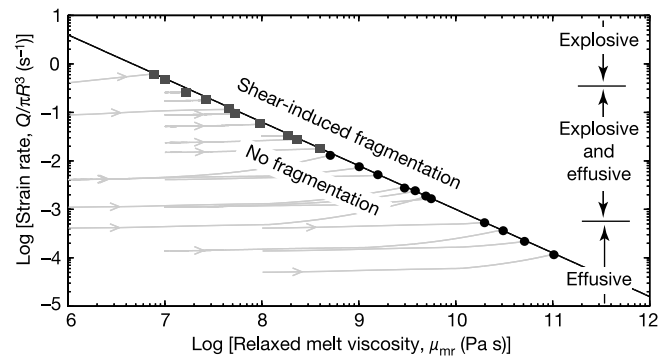 1
0
−1
−2
−3
−4
−5
Log [Strain rate, Q/πR³ (s⁻¹)]
Shear-induced fragmentation
No fragmentation
Explosive
Explosive
and
effusive
Effusive
6
7
8
9
10
11
12
Log [Relaxed melt viscosity, μmr (Pa s)]